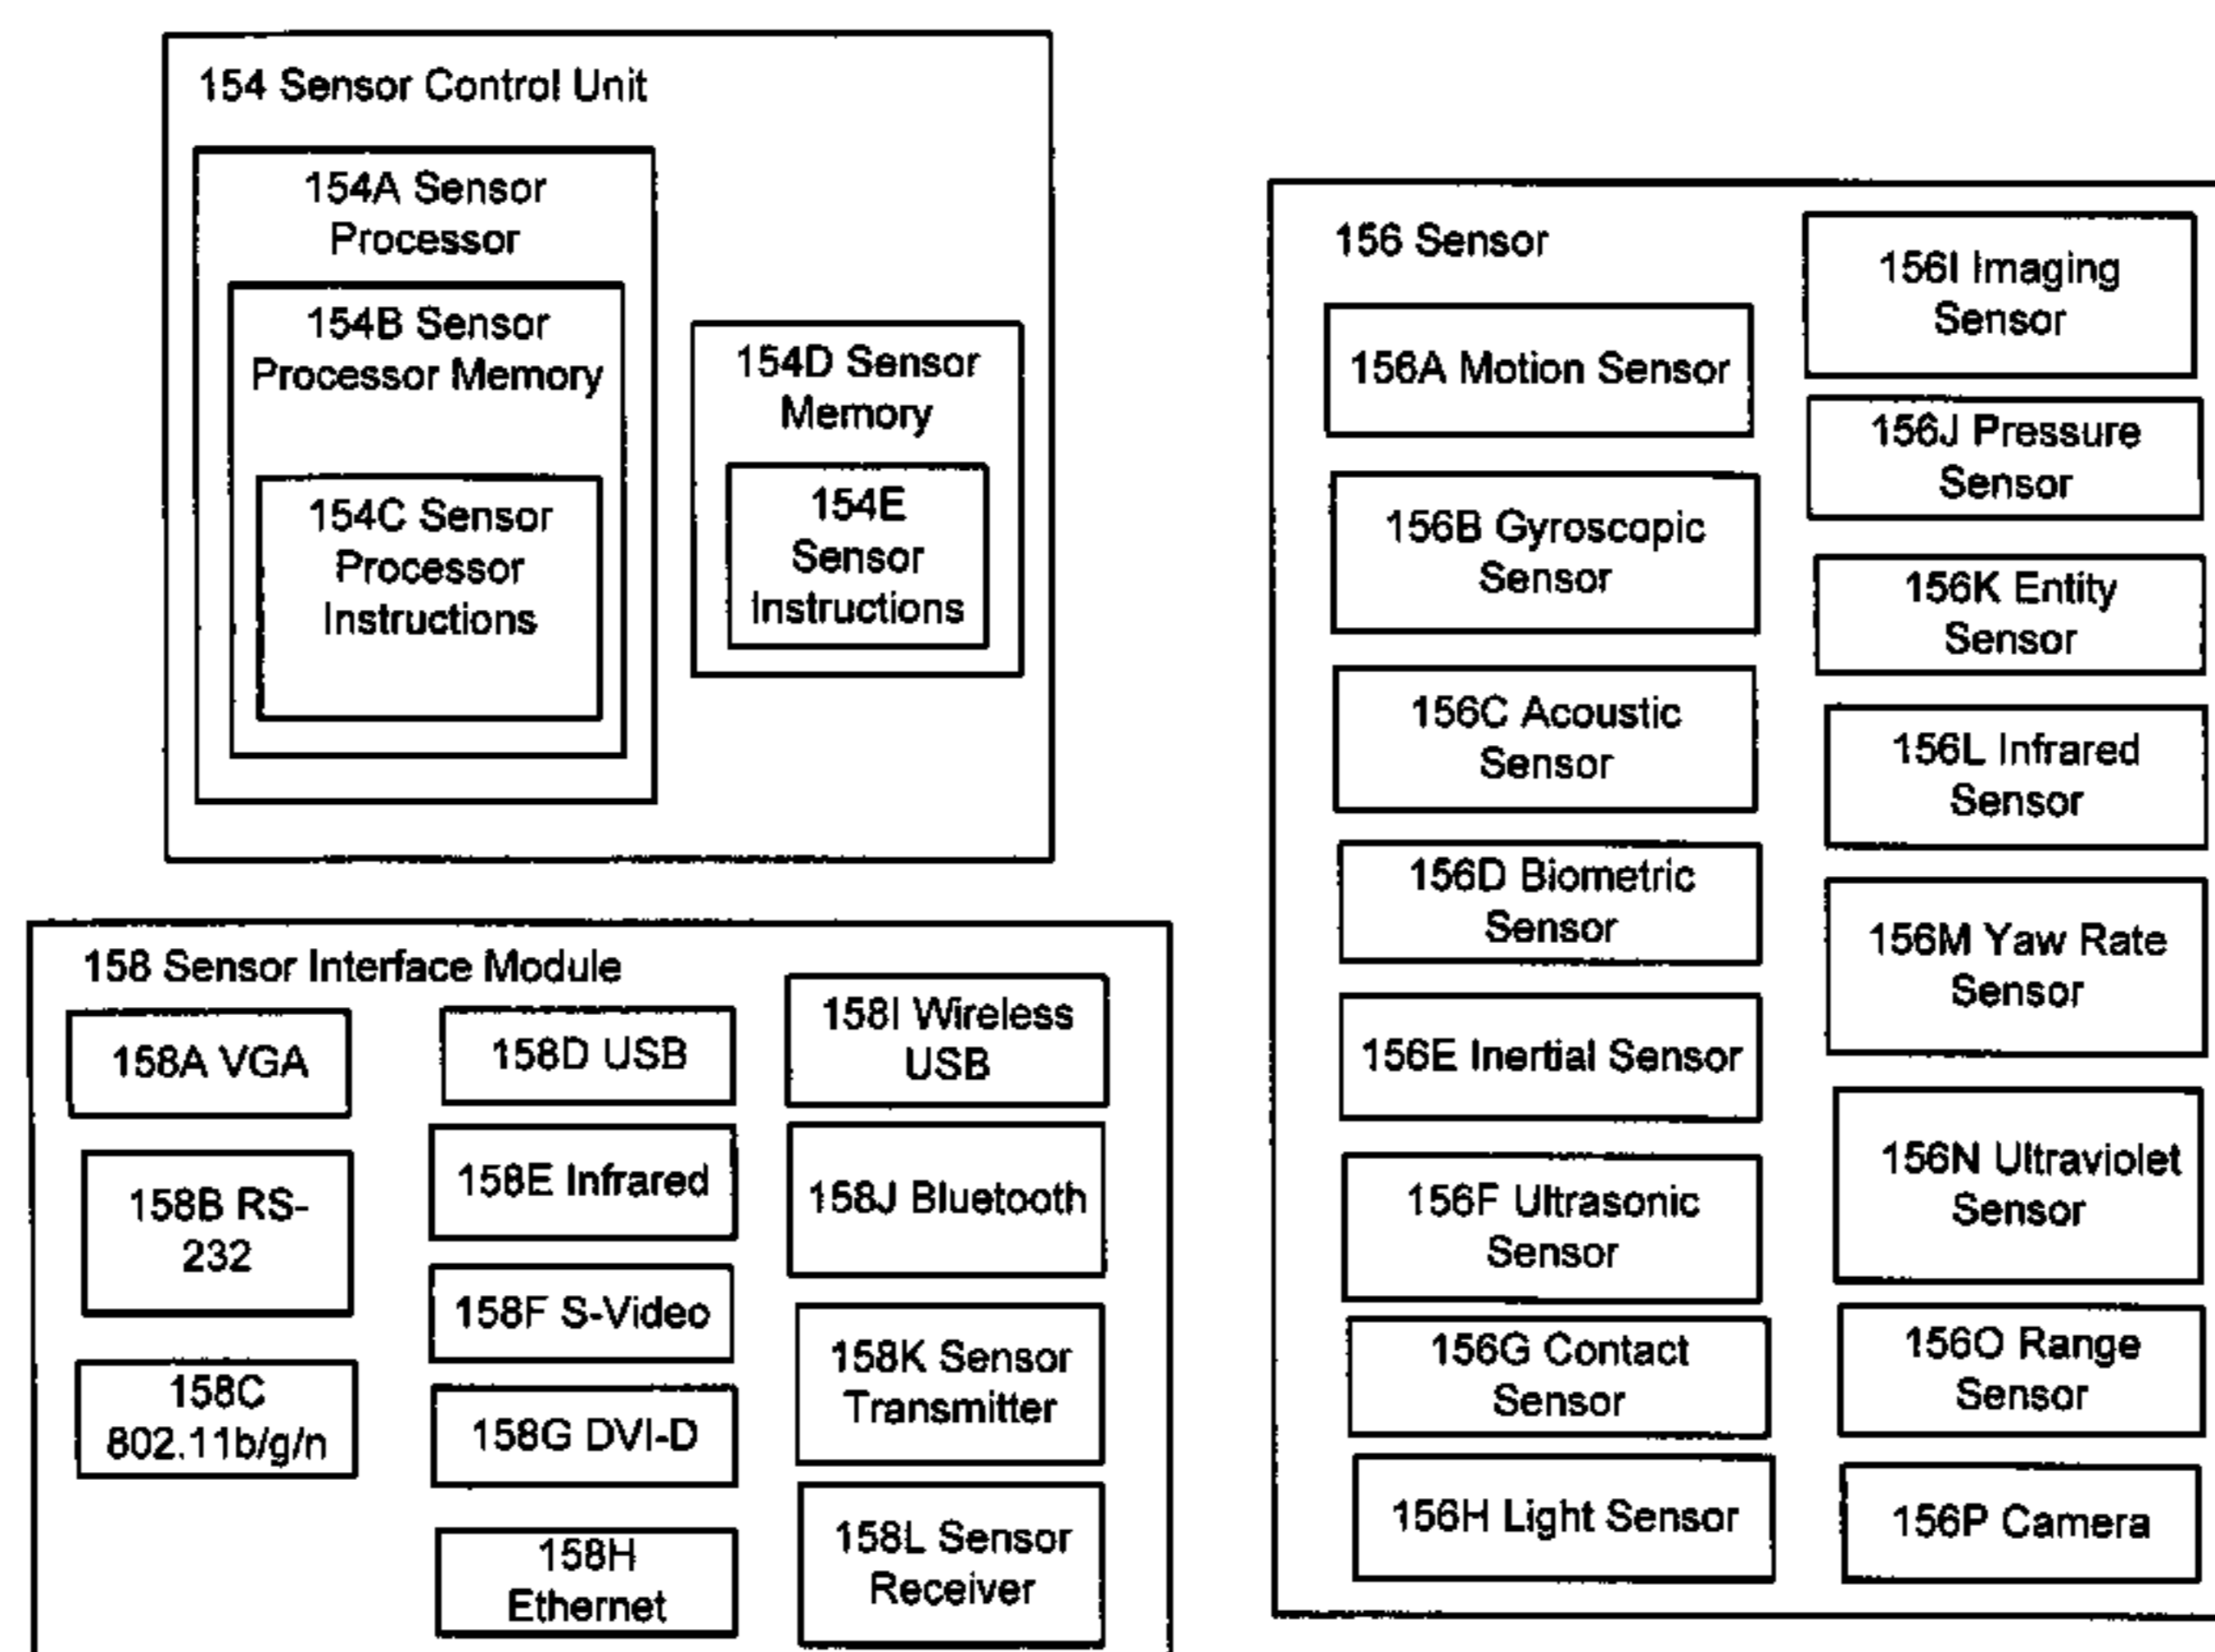 154 Sensor Control Unit
154A Sensor
Processor
154B Sensor
Processor Memory
154C Sensor
Processor
Instructions
154D Sensor
Memory
154E
Sensor
Instructions
158 Sensor Interface Module
158A VGA
158B RS-
232
158C
802.11b/g/n
158D USB
158E Infrared
158F S-Video
158G DVI-D
158H
Ethernet
158I Wireless
USB
158J Bluetooth
158K Sensor
Transmitter
158L Sensor
Receiver
156 Sensor
156A Motion Sensor
156B Gyroscopic
Sensor
156C Acoustic
Sensor
156D Biometric
Sensor
156E Inertial Sensor
156F Ultrasonic
Sensor
156G Contact
Sensor
156H Light Sensor
156I Imaging
Sensor
156J Pressure
Sensor
156K Entity
Sensor
156L Infrared
Sensor
156M Yaw Rate
Sensor
156N Ultraviolet
Sensor
156O Range
Sensor
156P Camera